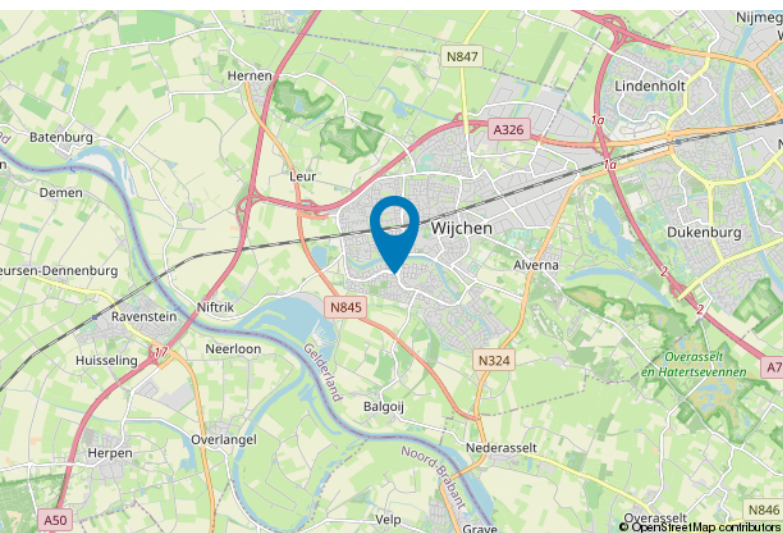 Nijmeg
N847
Hernen
Lindenholt
1a
A326
Batenburg
1a
Leur
Demen
Wijchen
Dukenburg
eursen-Dennenburg
Alverna
2
Niftrik
N845
2
Ravenstein
17
Neerloon
Gelderland
Huisseling
N324
Overasselt
en Hatertsevennen
A7
Balgoij
Overlangel
Nederasselt
Herpen
Noord-Brabant
N846
A50
Velp
Overasselt
Grave
© OpenStreetMap contributors